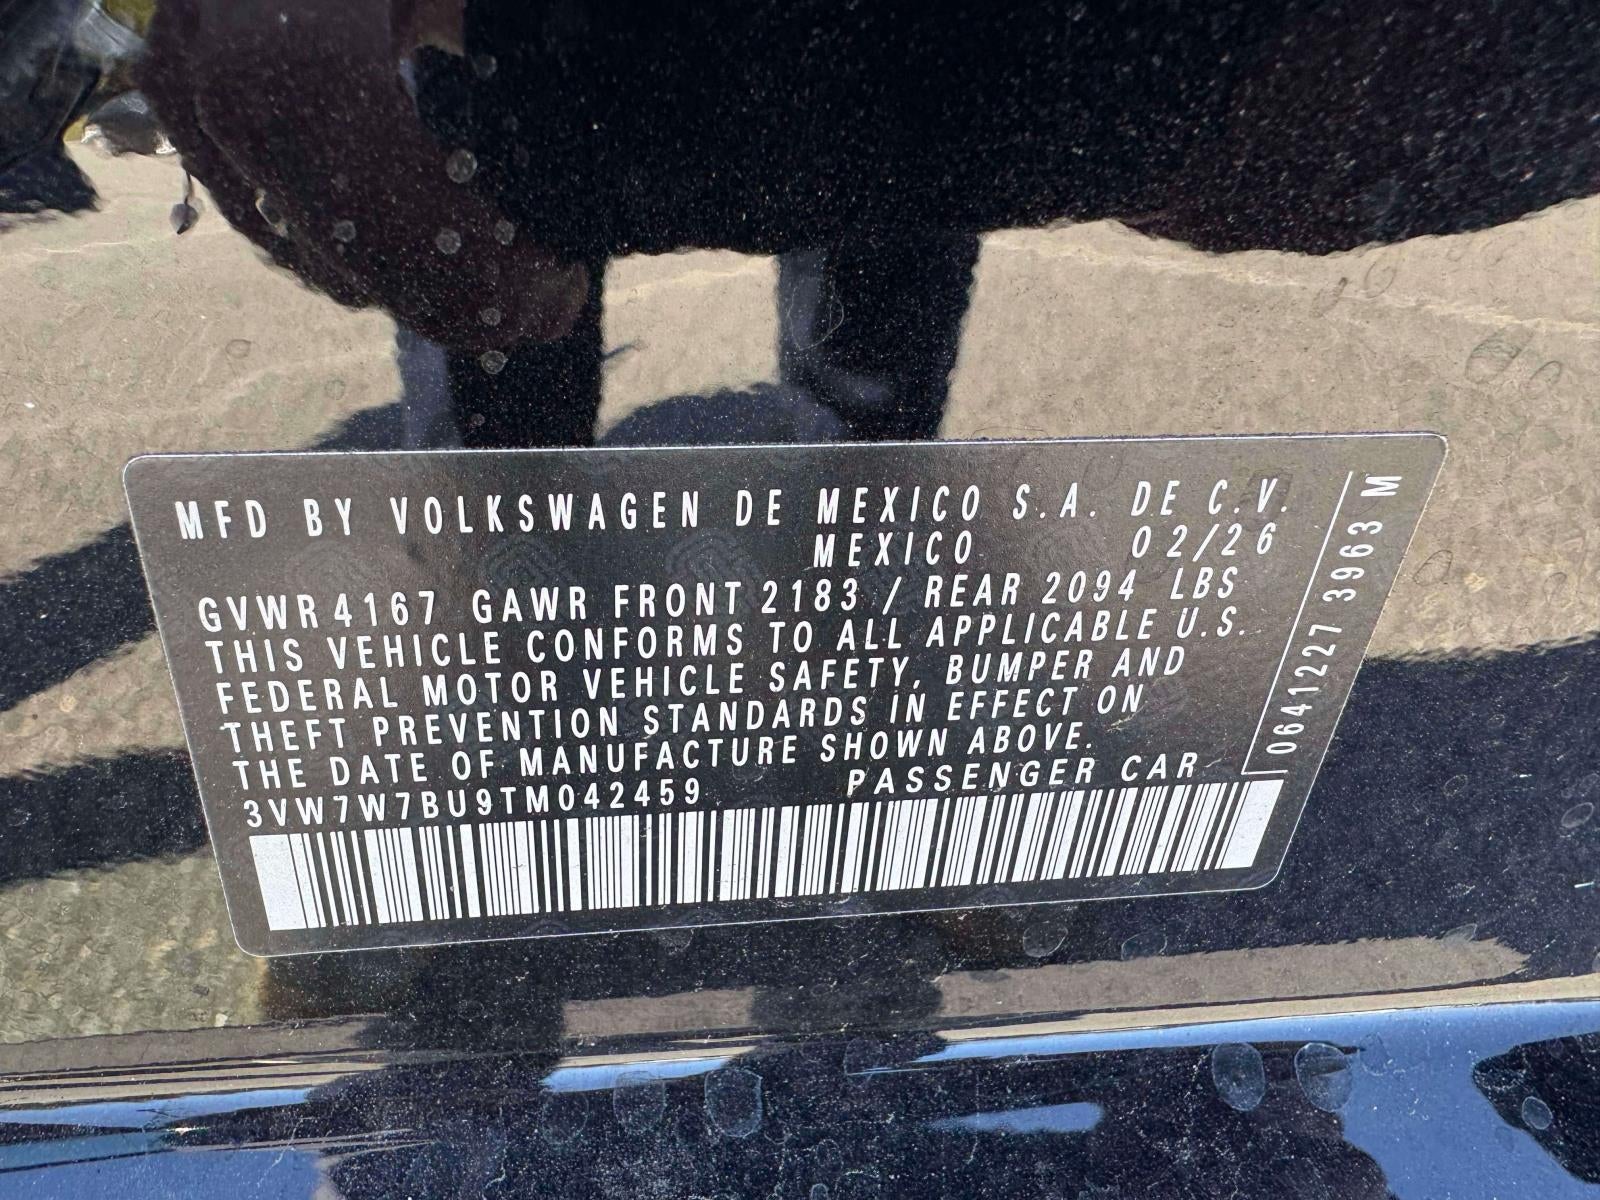 MFD BY VOLKSWAGEN DE MEXICO S.A. DE C.V.
MEXICO 02/26
GVWR 4167 GAWR FRONT 2183 / REAR 2094 LBS
THIS VEHICLE CONFORMS TO ALL APPLICABLE U.S.
FEDERAL MOTOR VEHICLE SAFETY, BUMPER AND
THEFT PREVENTION STANDARDS IN EFFECT ON
THE DATE OF MANUFACTURE SHOWN ABOVE.
3VW7W7BU9TM042459 PASSENGER CAR
0641227 3963 M